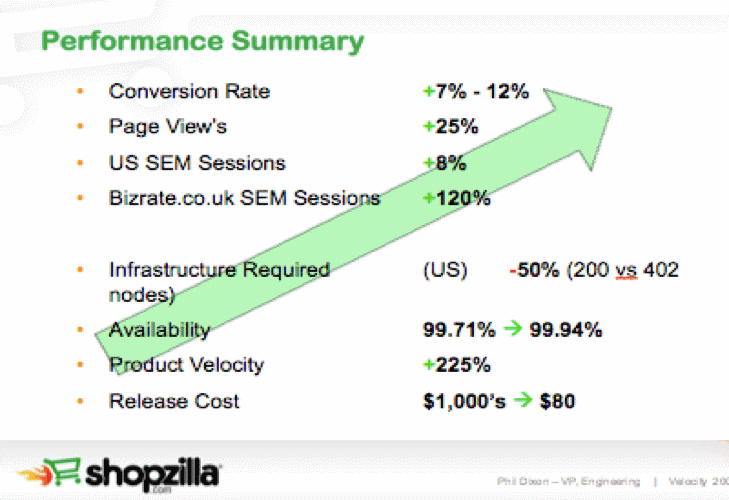 Performance Summary
• Conversion Rate +7% - 12%
• Page View's +25%
• US SEM Sessions +8%
• Bizrate.co.uk SEM Sessions +120%
• Infrastructure Required (US) -50% (200 vs 402
nodes)
• Availability 99.71% → 99.94%
• Product Velocity +225%
• Release Cost $1,000's → $80
shopzilla
.com
Phil Dixon – VP, Engineering | Velocity 200